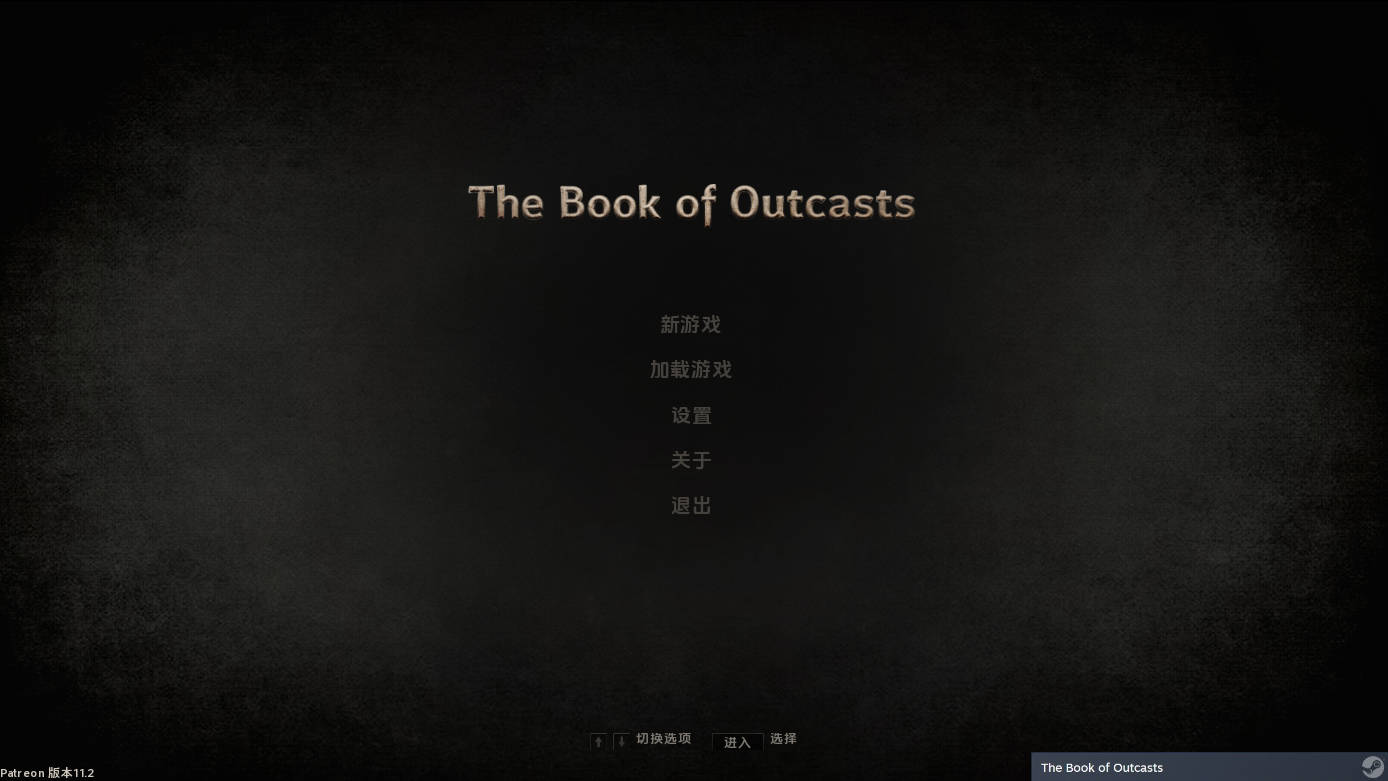 The Book of Outcasts
新游戏
加载游戏
设置
关于
退出
切换选项 进入 选择
Patreon 版本11.2
The Book of Outcasts